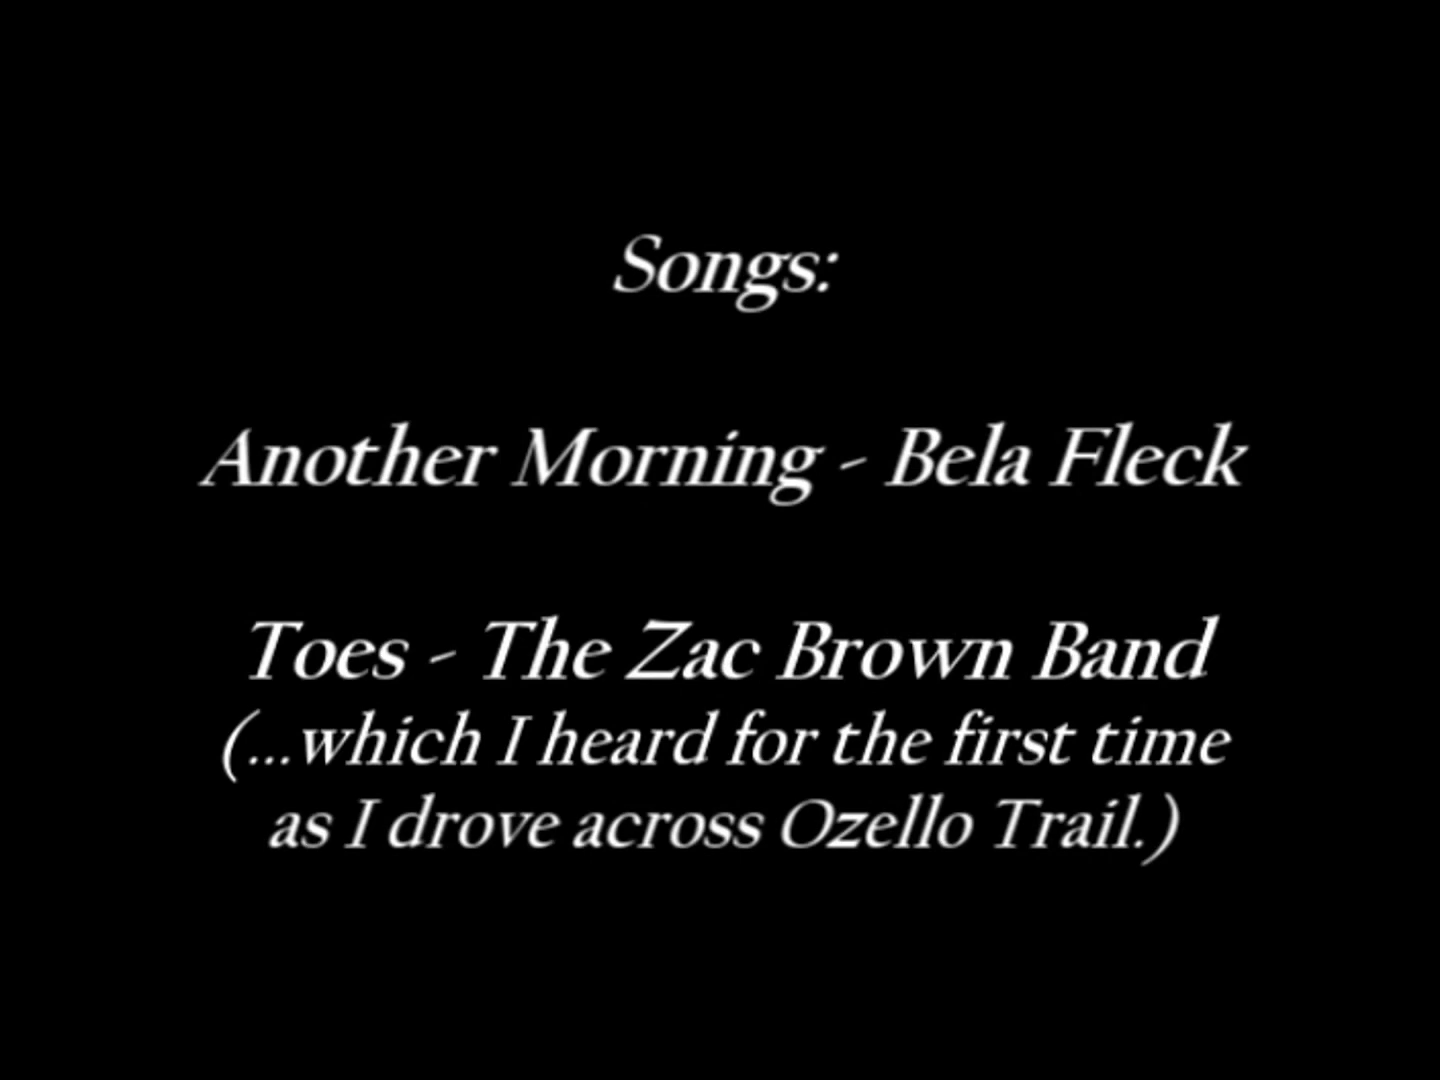 Songs:
Another Morning - Bela Fleck
Toes - The Zac Brown Band
(...which I heard for the first time
as I drove across Ozello Trail.)